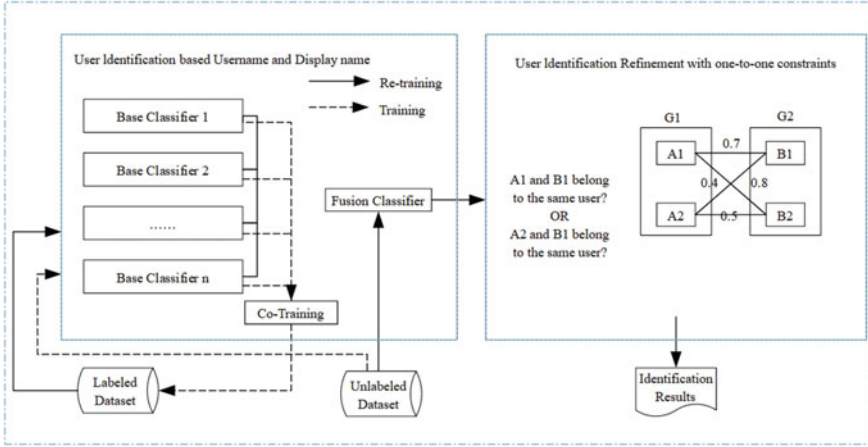 User Identification based Username and Display name
Re-training
Training
Base Classifier 1
Base Classifier 2
......
Base Classifier n
Co-Training
Fusion Classifier
Labeled
Dataset
Unlabeled
Dataset
User Identification Refinement with one-to-one constraints
G1
G2
A1
0.7
B1
0.4
0.8
A2
0.5
B2
A1 and B1 belong
to the same user?
OR
A2 and B1 belong
to the same user?
Identification
Results